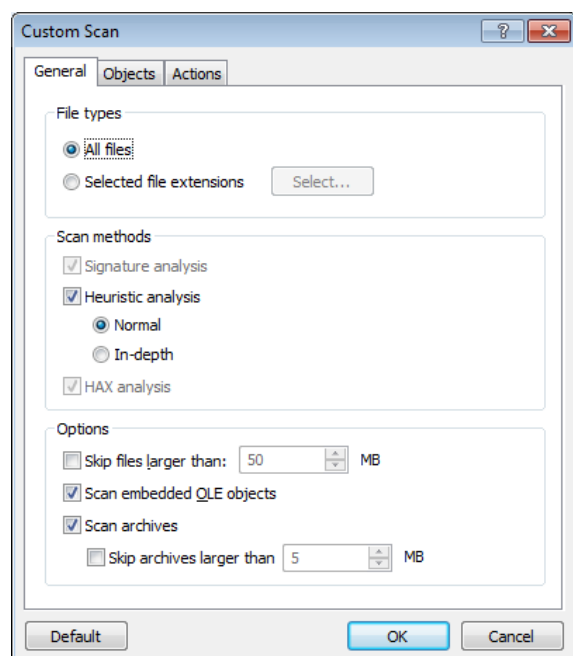 Custom Scan
General Objects Actions
File types
All files
Selected file extensions Select...
Scan methods
Signature analysis
Heuristic analysis
Normal
In-depth
HAX analysis
Options
Skip files larger than: 50 MB
Scan embedded OLE objects
Scan archives
Skip archives larger than 5 MB
Default OK Cancel